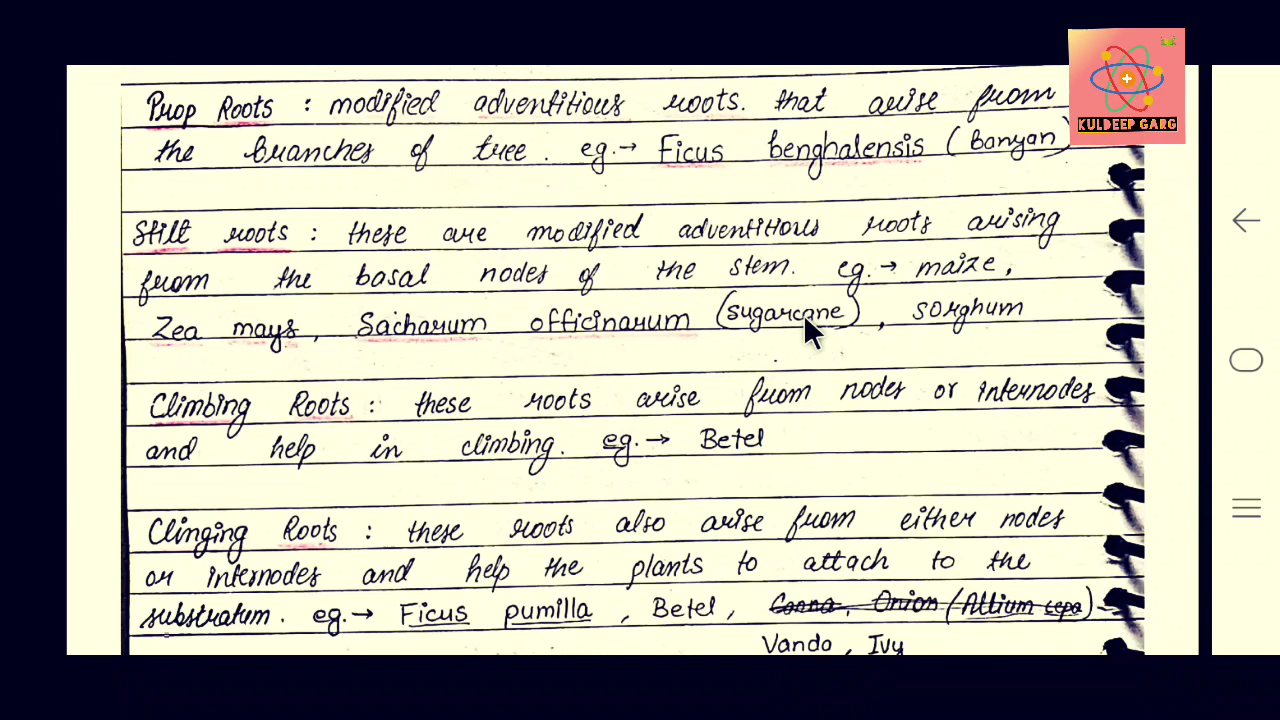 KULDEEP GARG
Prop Roots : modified adventitious roots. that arise from
the branches of tree. eg.→ Ficus benghalensis (banyan)
Stilt roots : these are modified adventitious roots arising
from the basal nodes of the stem. eg.→ maize,
Zea mays, Sacharum officinarum (sugarcane), sorghum
Climbing Roots : these roots arise from nodes or internodes
and help in climbing. eg.→ Betel
Clinging Roots : these roots also arise from either nodes
or internodes and help the plants to attach to the
substratum. eg.→ Ficus pumilla, Betel, Canna, Onion (Allium cepa)
Vanda, Ivy